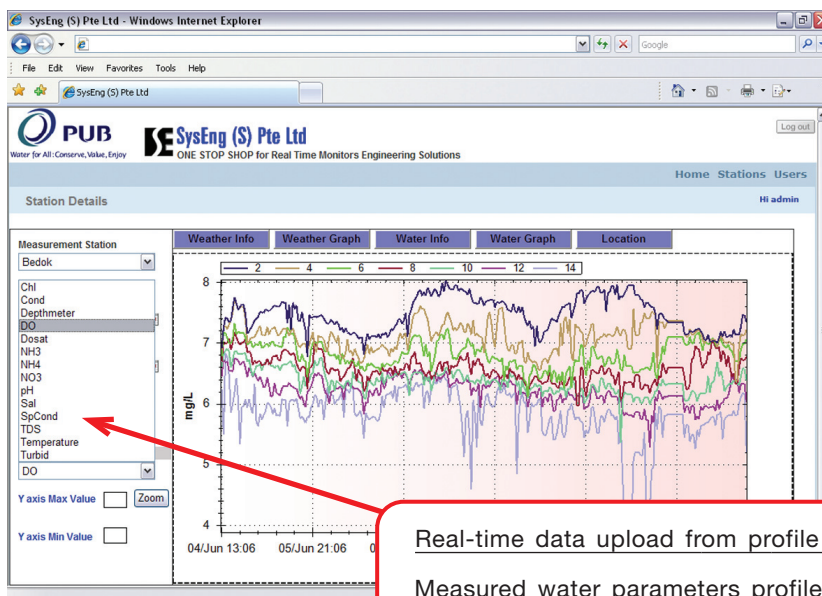 SysEng (S) Pte Ltd - Windows Internet Explorer
Google
File Edit View Favorites Tools Help
SysEng (S) Pte Ltd
PUB
Water for All: Conserve, Value, Enjoy
SE SysEng (S) Pte Ltd
ONE STOP SHOP for Real Time Monitors Engineering Solutions
Log out
Home Stations Users
Station Details
Hi admin
Measurement Station
Bedok
Chl
Cond
Depthmeter
DO
Dosat
NH3
NH4
NO3
pH
Sal
SpCond
TDS
Temperature
Turbid
DO
Y axis Max Value
Zoom
Y axis Min Value
Weather Info Weather Graph Water Info Water Graph Location
2 4 6 8 10 12 14
8
7
6
5
4
mg/L
04/Jun 13:06 05/Jun 21:06 0
Real-time data upload from profile
Measured water parameters profile